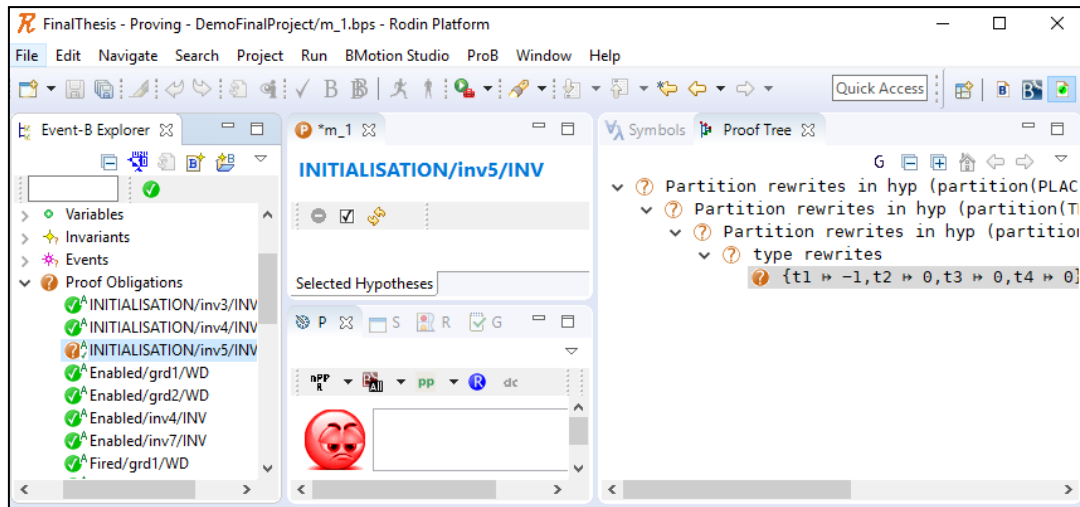 FinalThesis - Proving - DemoFinalProject/m_1.bps - Rodin Platform
File Edit Navigate Search Project Run BMotion Studio ProB Window Help
Quick Access
Event-B Explorer
Variables
Invariants
Events
Proof Obligations
INITIALISATION/inv3/INV
INITIALISATION/inv4/INV
INITIALISATION/inv5/INV
Enabled/grd1/WD
Enabled/grd2/WD
Enabled/inv4/INV
Enabled/inv7/INV
Fired/grd1/WD
*m_1
INITIALISATION/inv5/INV
Selected Hypotheses
P S R G
nPP R pp R dc
Symbols Proof Tree
G
Partition rewrites in hyp (partition(PLAC
Partition rewrites in hyp (partition(T
Partition rewrites in hyp (partition
type rewrites
{t1 ↦ −1,t2 ↦ 0,t3 ↦ 0,t4 ↦ 0}